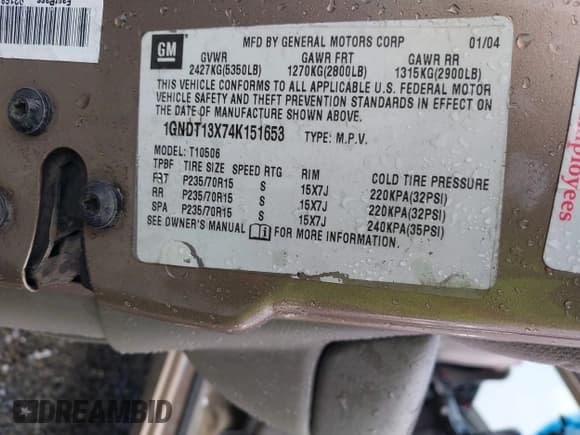 GM
MFD BY GENERAL MOTORS CORP 01/04
GVWR GAWR FRT GAWR RR
2427KG(5350LB) 1270KG(2800LB) 1315KG(2900LB)
THIS VEHICLE CONFORMS TO ALL APPLICABLE U.S. FEDERAL MOTOR
VEHICLE SAFETY AND THEFT PREVENTION STANDARDS IN EFFECT ON
THE DATE OF MANUFACTURE SHOWN ABOVE.
1GNDT13X74K151653 TYPE: M.P.V.
MODEL: T10506
TPBF TIRE SIZE SPEED RTG RIM COLD TIRE PRESSURE
FRT P235/70R15 S 15X7J 220KPA(32PSI)
RR P235/70R15 S 15X7J 220KPA(32PSI)
SPA P235/70R15 S 15X7J 240KPA(35PSI)
SEE OWNER'S MANUAL FOR MORE INFORMATION.
mployees
DREAMBID